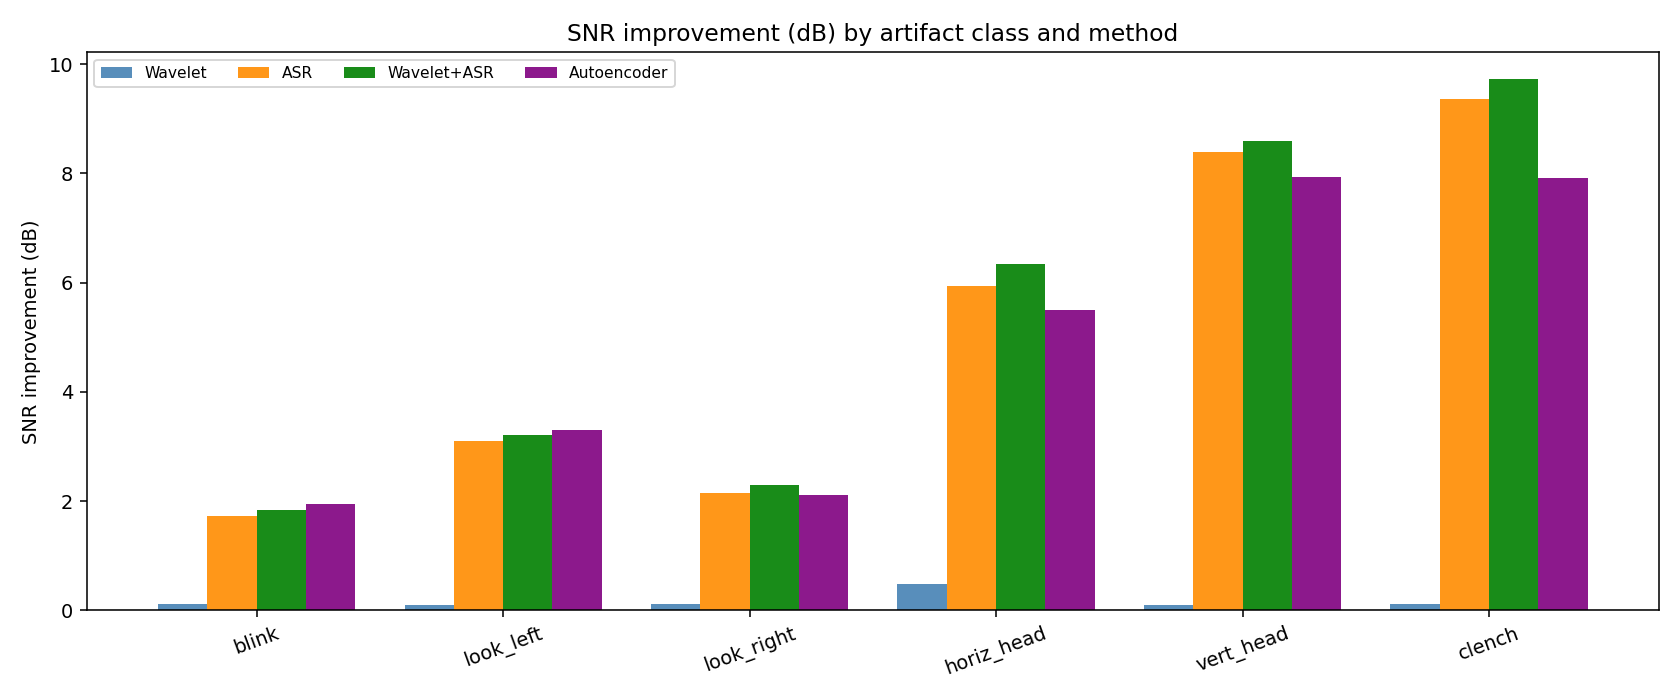 SNR improvement (dB) by artifact class and method
Wavelet ASR Wavelet+ASR Autoencoder
SNR improvement (dB)
10
8
6
4
2
0
blink look_left look_right horiz_head vert_head clench